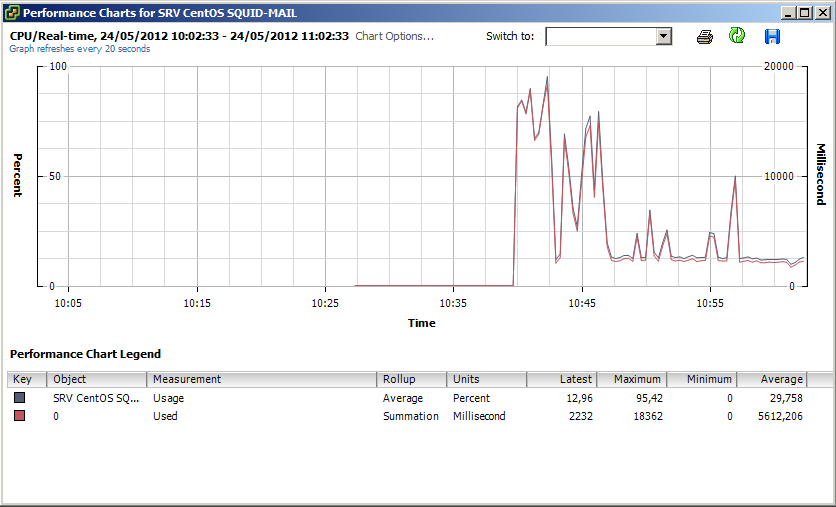 Performance Charts for SRV CentOS SQUID-MAIL
CPU/Real-time, 24/05/2012 10:02:33 - 24/05/2012 11:02:33 Chart Options... Switch to:
Graph refreshes every 20 seconds
100 20000
Percent 50 10000 Millisecond
0 0
10:05 10:15 10:25 10:35 10:45 10:55
Time
Performance Chart Legend
Key Object Measurement Rollup Units Latest Maximum Minimum Average
SRV CentOS SQ... Usage Average Percent 12,96 95,42 0 29,758
0 Used Summation Millisecond 2232 18362 0 5612,206